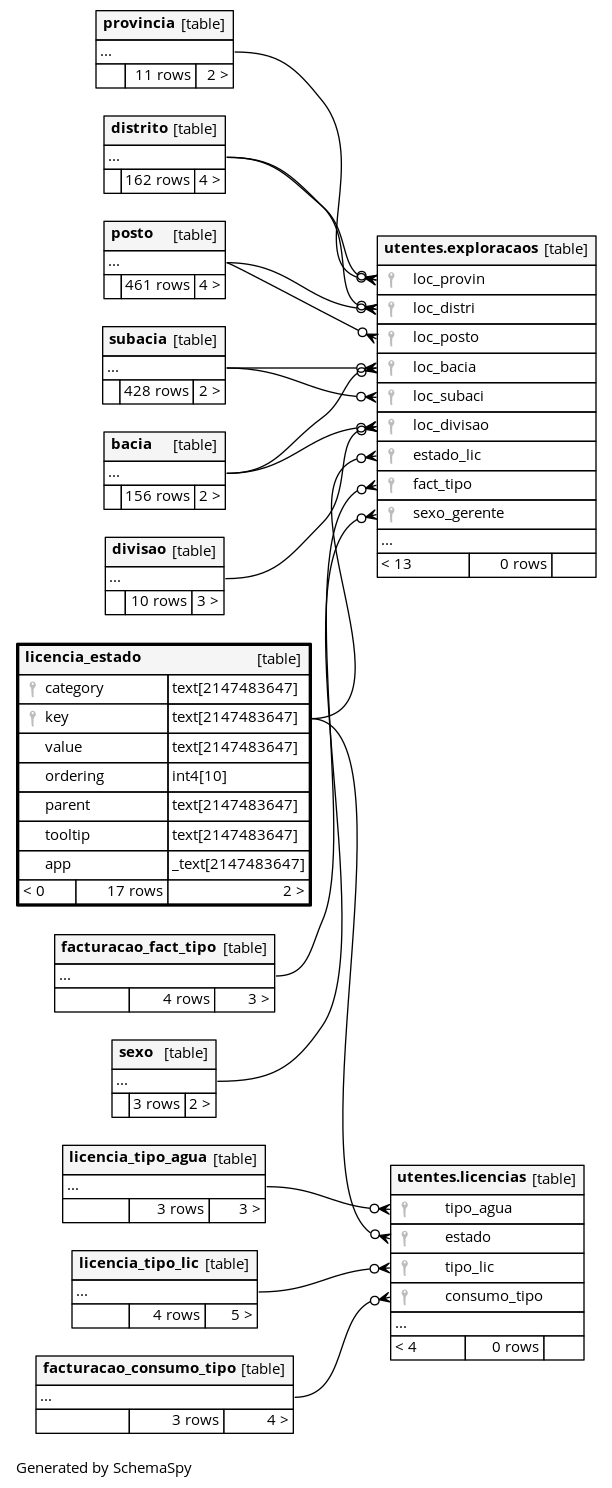 provincia [table]
...
11 rows 2 >
distrito [table]
...
162 rows 4 >
posto [table]
...
461 rows 4 >
subacia [table]
...
428 rows 2 >
bacia [table]
...
156 rows 2 >
divisao [table]
...
10 rows 3 >
licencia_estado [table]
category text[2147483647]
key text[2147483647]
value text[2147483647]
ordering int4[10]
parent text[2147483647]
tooltip text[2147483647]
app _text[2147483647]
< 0 17 rows 2 >
facturacao_fact_tipo [table]
...
4 rows 3 >
sexo [table]
...
3 rows 2 >
licencia_tipo_agua [table]
...
3 rows 3 >
licencia_tipo_lic [table]
...
4 rows 5 >
facturacao_consumo_tipo [table]
...
3 rows 4 >
utentes.exploracaos [table]
loc_provin
loc_distri
loc_posto
loc_bacia
loc_subaci
loc_divisao
estado_lic
fact_tipo
sexo_gerente
...
< 13 0 rows
utentes.licencias [table]
tipo_agua
estado
tipo_lic
consumo_tipo
...
< 4 0 rows
Generated by SchemaSpy